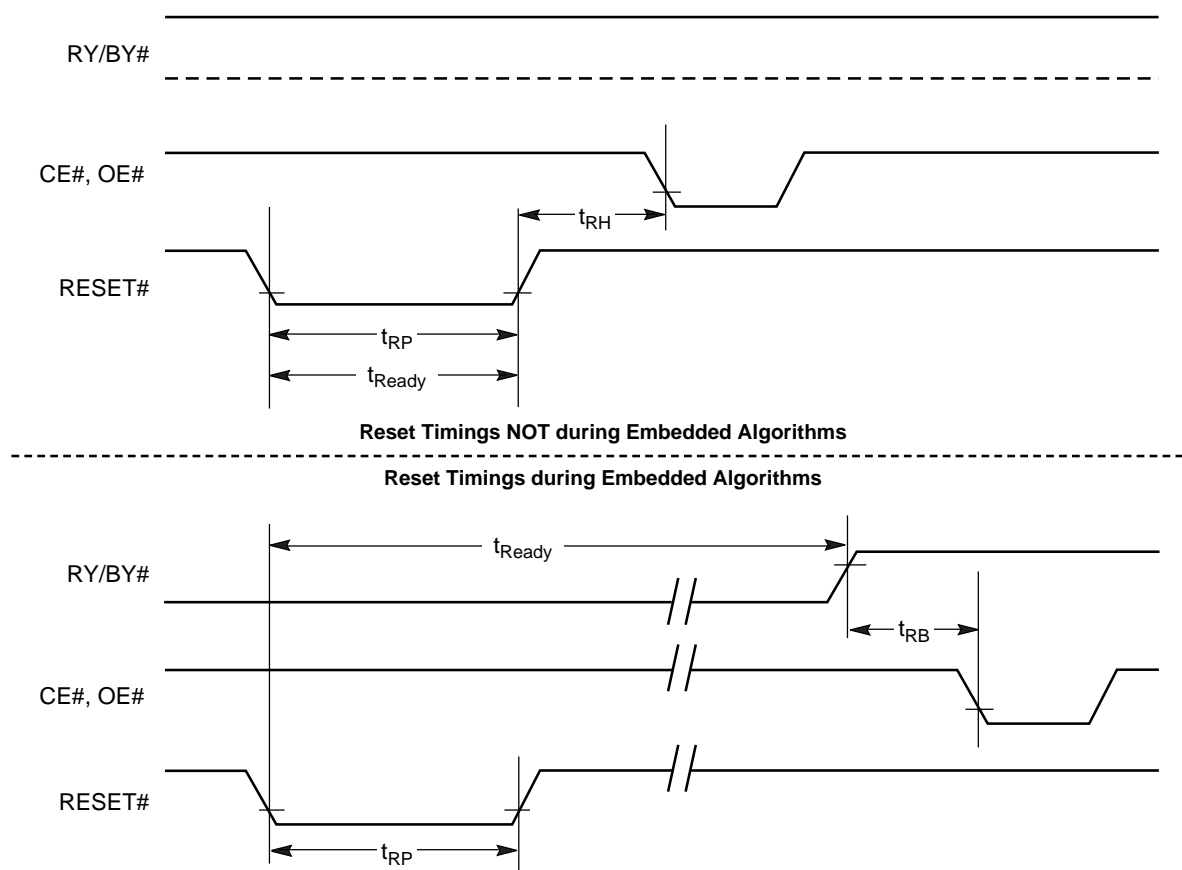 RY/BY#
CE#, OE#
tRH
RESET#
tRP
tReady
Reset Timings NOT during Embedded Algorithms
Reset Timings during Embedded Algorithms
tReady
RY/BY#
tRB
CE#, OE#
RESET#
tRP